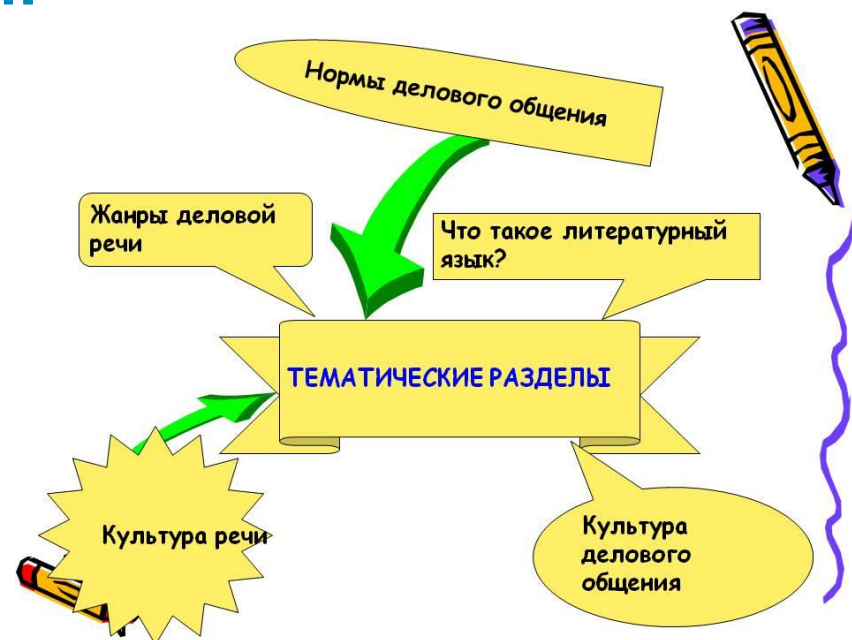 Нормы делового общения
Жанры деловой
речи
Что такое литературный
язык?
ТЕМАТИЧЕСКИЕ РАЗДЕЛЫ
Культура речи
Культура
делового
общения